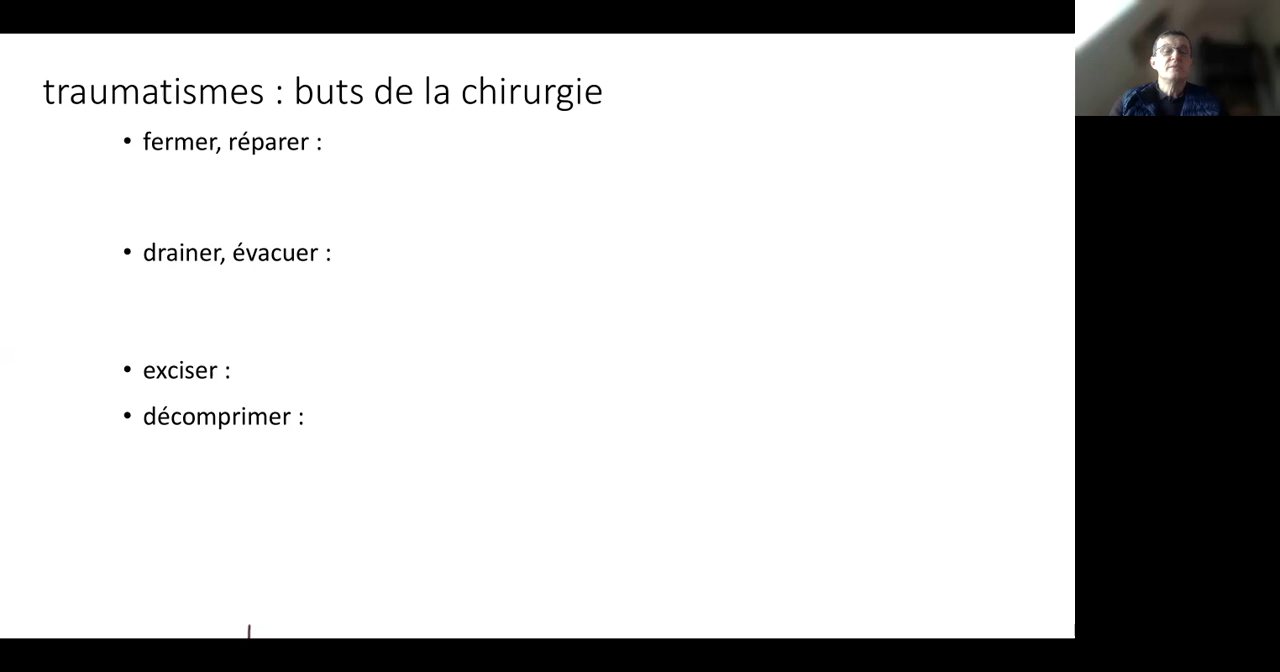 traumatismes : buts de la chirurgie
• fermer, réparer :
• drainer, évacuer :
• exciser :
• décomprimer :